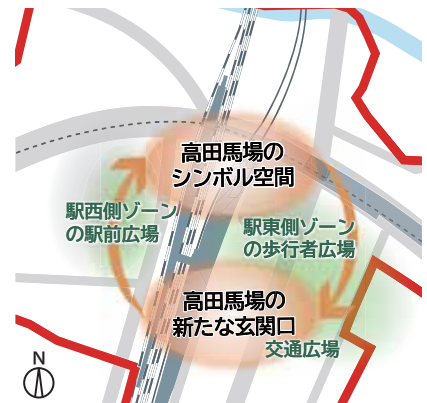 高田馬場の
シンボル空間
駅西側ゾーン
の駅前広場
駅東側ゾーン
の歩行者広場
高田馬場の
新たな玄関口
交通広場
N